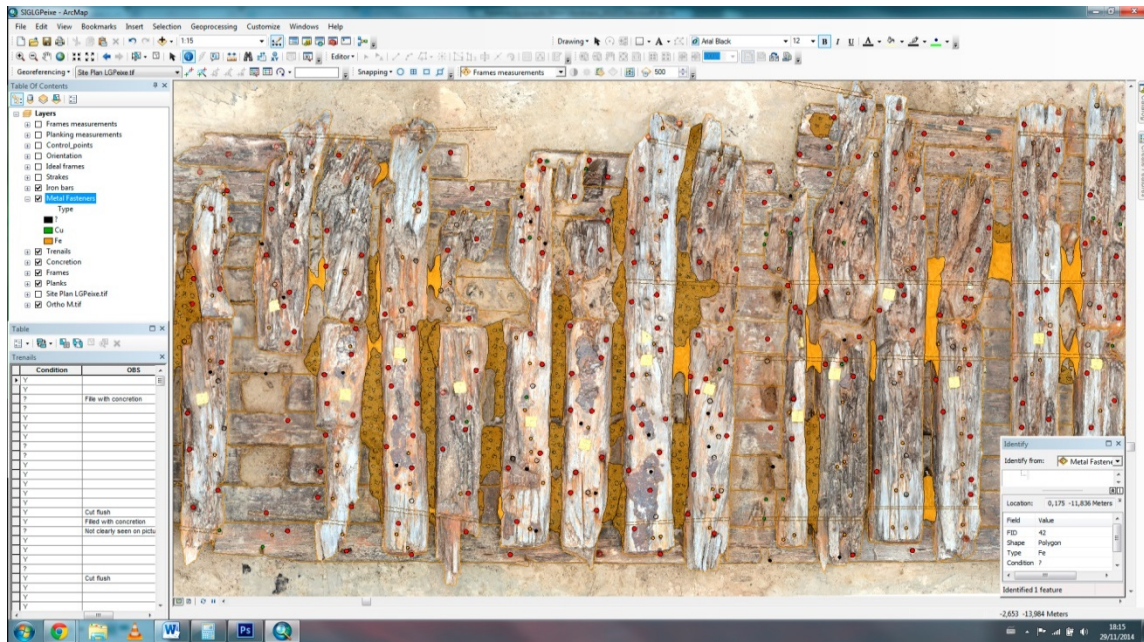 SIGLGPeixe - ArcMap
File Edit View Bookmarks Insert Selection Geoprocessing Customize Windows Help
1:15
Drawing
Arial Black
12
B I U A
Editor
Georeferencing
Site Plan LGPeixe.tif
Snapping
Frames measurements
500
Table Of Contents
Layers
Frames measurements
Planking measurements
Control_points
Orientation
Ideal frames
Strakes
Iron bars
Metal Fasteners
Type
?
Cu
Fe
Trenails
Concretion
Frames
Planks
Site Plan LGPeixe.tif
Ortho M.tif
Table
Trenails
Condition OBS
Y
Y
? Fille with concretion
?
Y
Y
Y
?
?
Y
Y
Y
Y
Y
Y Cut flush
Y Filled with concretion
? Not clearly seen on pictu
Y
Y
Y
?
Y Cut flush
Y
Y
Y
Identify
Identify from: Metal Fastene
Location: 0,175 -11,836 Meters
Field Value
FID 42
Shape Polygon
Type Fe
Condition ?
Identified 1 feature
-2,653 -13,984 Meters
W
Ps
18:15
29/11/2014